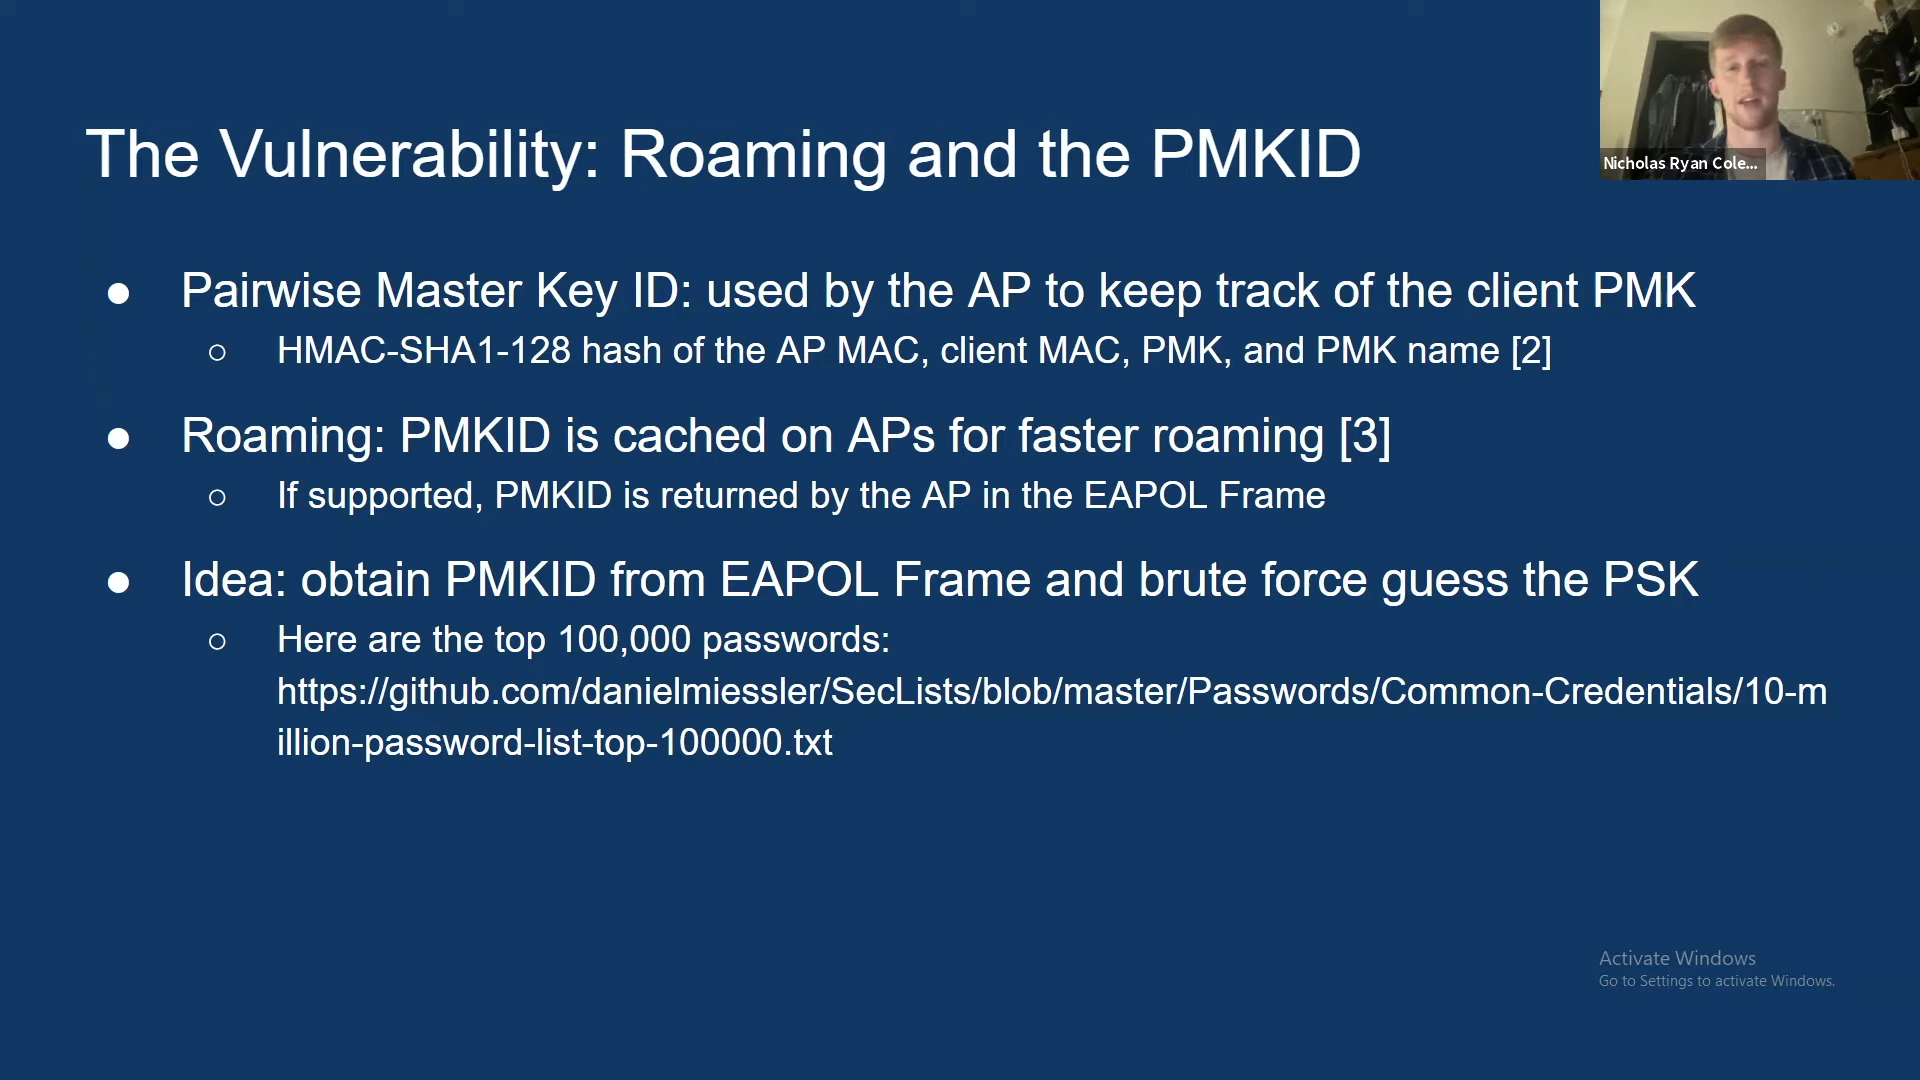 The Vulnerability: Roaming and the PMKID
Nicholas Ryan Cole...
● Pairwise Master Key ID: used by the AP to keep track of the client PMK
○ HMAC-SHA1-128 hash of the AP MAC, client MAC, PMK, and PMK name [2]
● Roaming: PMKID is cached on APs for faster roaming [3]
○ If supported, PMKID is returned by the AP in the EAPOL Frame
● Idea: obtain PMKID from EAPOL Frame and brute force guess the PSK
○ Here are the top 100,000 passwords:
https://github.com/danielmiessler/SecLists/blob/master/Passwords/Common-Credentials/10-m
illion-password-list-top-100000.txt
Activate Windows
Go to Settings to activate Windows.